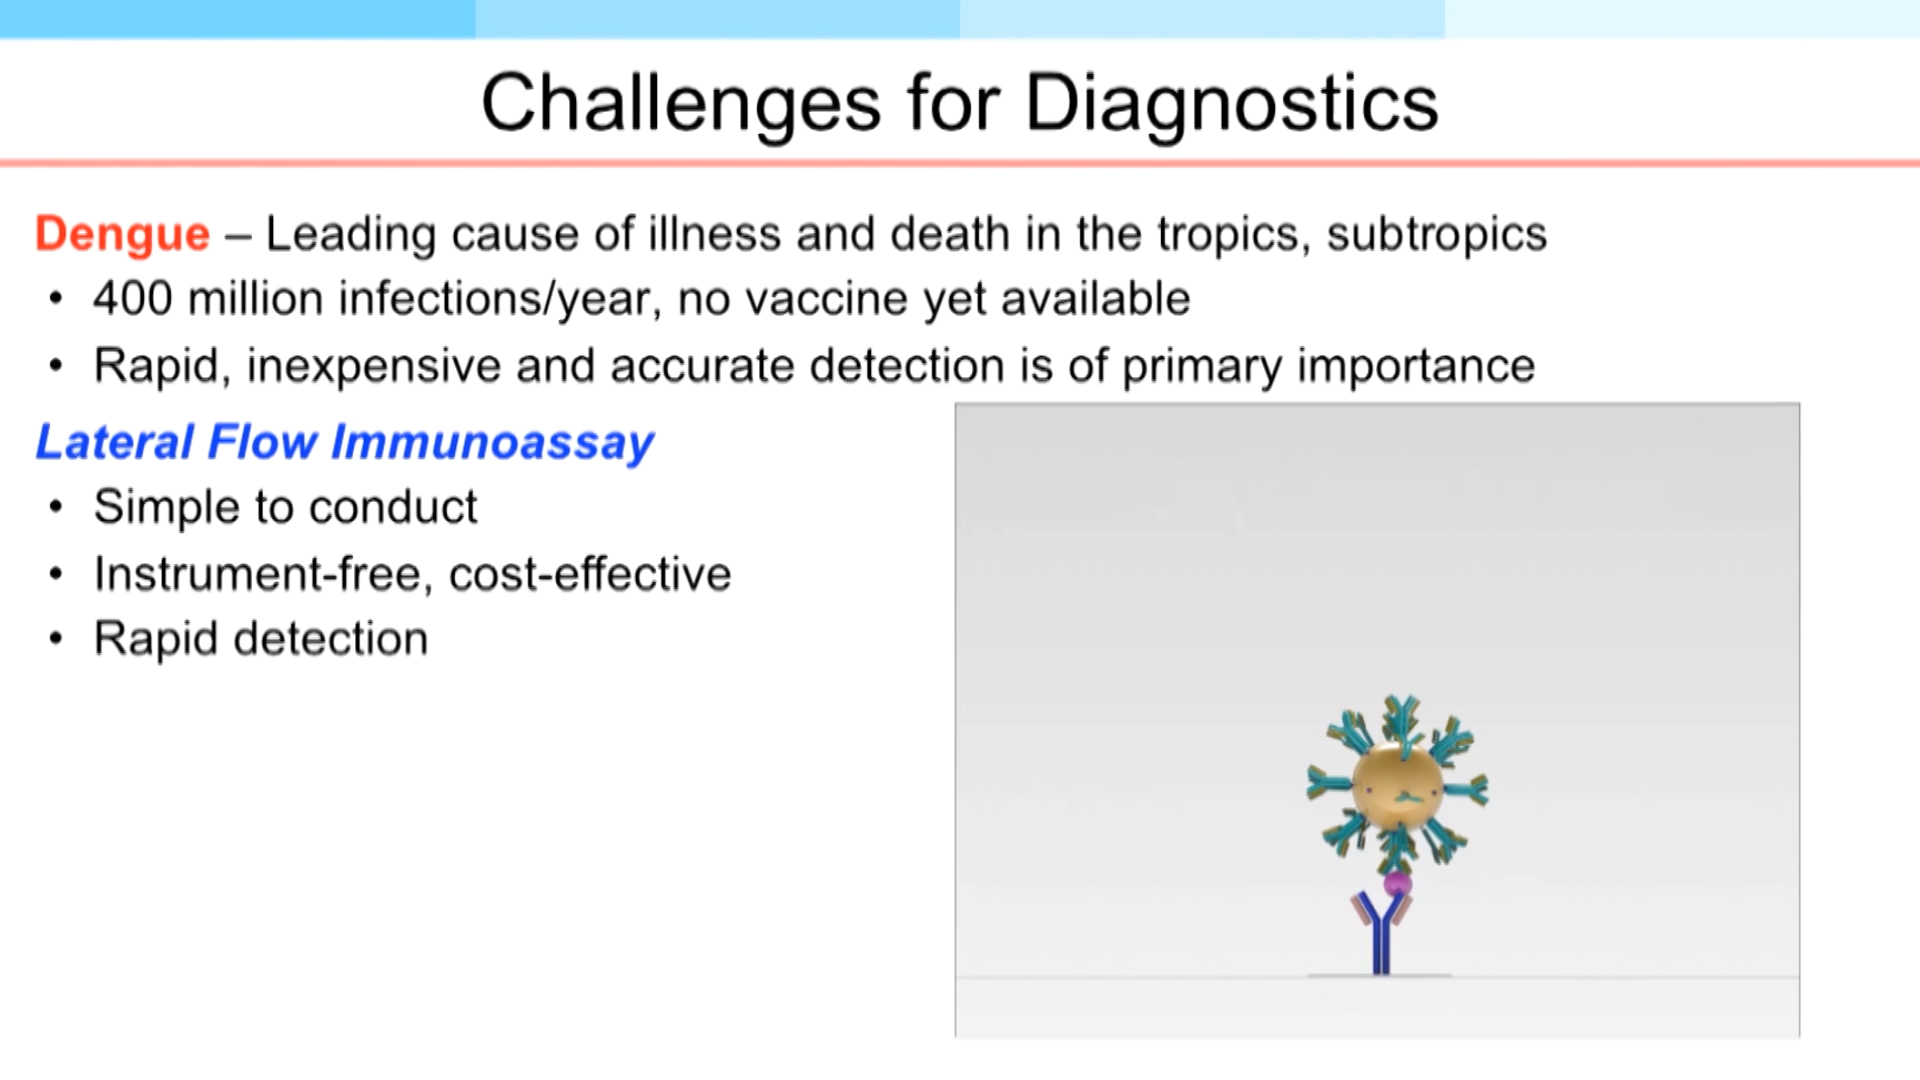 Challenges for Diagnostics
Dengue – Leading cause of illness and death in the tropics, subtropics
• 400 million infections/year, no vaccine yet available
• Rapid, inexpensive and accurate detection is of primary importance
Lateral Flow Immunoassay
• Simple to conduct
• Instrument-free, cost-effective
• Rapid detection